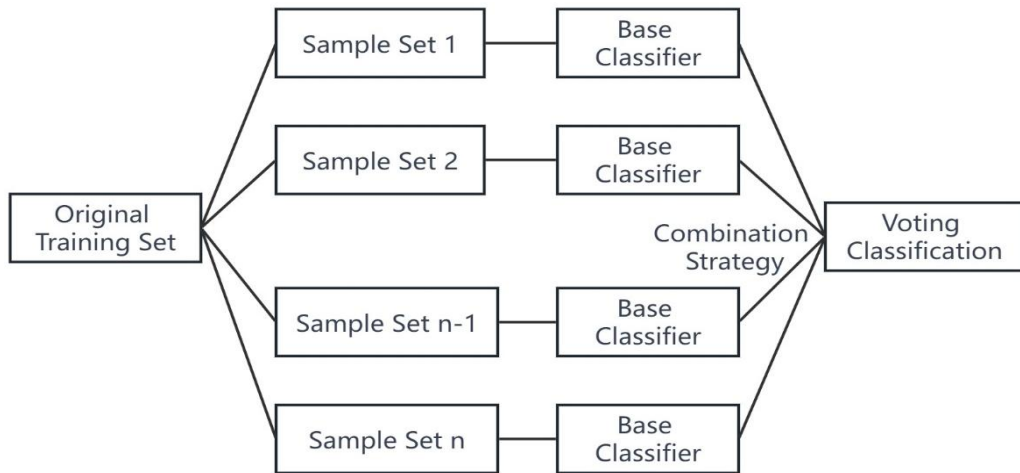 Sample Set 1
Base
Classifier
Sample Set 2
Base
Classifier
Original
Training Set
Combination
Strategy
Voting
Classification
Sample Set n-1
Base
Classifier
Sample Set n
Base
Classifier